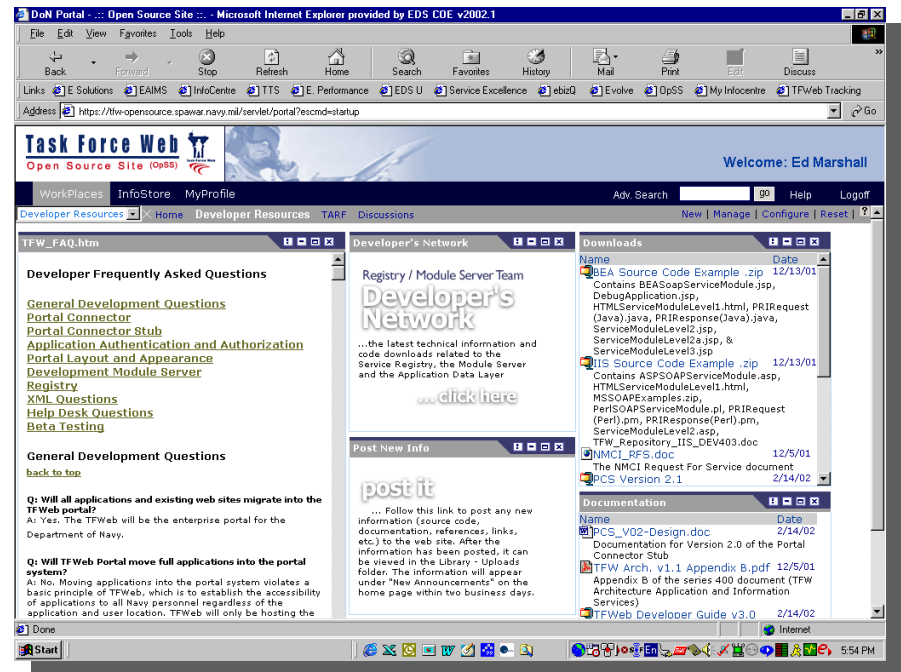 DoN Portal - .:: Open Source Site ::. - Microsoft Internet Explorer provided by EDS COE v2002.1
File Edit View Favorites Tools Help
Back Forward Stop Refresh Home Search Favorites History Mail Print Edit Discuss
Links E Solutions EAIMS InfoCentre TTS E. Performance EDS U Service Excellence ebizQ Evolve OpSS My Infocentre TFWeb Tracking
Address https://tfw-opensource.spawar.navy.mil/servlet/portal?escmd=startup Go
Task Force Web
Open Source Site (OpSS)
Welcome: Ed Marshall
WorkPlaces InfoStore MyProfile Adv. Search go Help Logoff
Developer Resources Home Developer Resources TARF Discussions New | Manage | Configure | Reset | ?
TFW_FAQ.htm
Developer Frequently Asked Questions
General Development Questions
Portal Connector
Portal Connector Stub
Application Authentication and Authorization
Portal Layout and Appearance
Development Module Server
Registry
XML Questions
Help Desk Questions
Beta Testing
General Development Questions
back to top
Q: Will all applications and existing web sites migrate into the
TFWeb portal?
A: Yes. The TFWeb will be the enterprise portal for the
Department of Navy.
Q: Will TFWeb Portal move full applications into the portal
system?
A: No. Moving applications into the portal system violates a
basic principle of TFWeb, which is to establish the accessibility
of applications to all Navy personnel regardless of the
application and user location. TFWeb will only be hosting the
Developer's Network
Registry / Module Server Team
Developer's
Network
...the latest technical information and
code downloads related to the
Service Registry, the Module Server
and the Application Data Layer
... click here
Post New Info
post it
... Follow this link to post any new
information (source code,
documentation, references, links,
etc.) to the web site. After the
information has been posted, it can
be viewed in the Library - Uploads
folder. The information will appear
under "New Announcements" on the
home page within two business days.
Downloads
Name Date
BEA Source Code Example .zip 12/13/01
Contains BEASoapServiceModule.jsp,
DebugApplication.jsp,
HTMLServiceModuleLevel1.html, PRIRequest
(Java).java, PRIResponse(Java).java,
ServiceModuleLevel2.jsp,
ServiceModuleLevel2a.jsp, &
ServiceModuleLevel3.jsp
IIS Source Code Example .zip 12/13/01
Contains ASPSOAPServiceModule.asp,
HTMLServiceModuleLevel1.html,
MSSOAPExamples.zip,
PerlSOAPServiceModule.pl, PRIRequest
(Perl).pm, PRIResponse(Perl).pm,
ServiceModuleLevel2.asp,
TFW_Repository_IIS_DEV403.doc
NMCI_RFS.doc 12/5/01
The NMCI Request For Service document
PCS Version 2.1 2/14/02
Documentation
Name Date
PCS_V02-Design.doc 2/14/02
Documentation for Version 2.0 of the Portal
Connector Stub
TFW Arch. v1.1 Appendix B.pdf 12/5/01
Appendix B of the series 400 document (TFW
Architecture Application and Information
Services)
TFWeb Developer Guide v3.0 2/14/02
Done Internet
Start En 5:54 PM